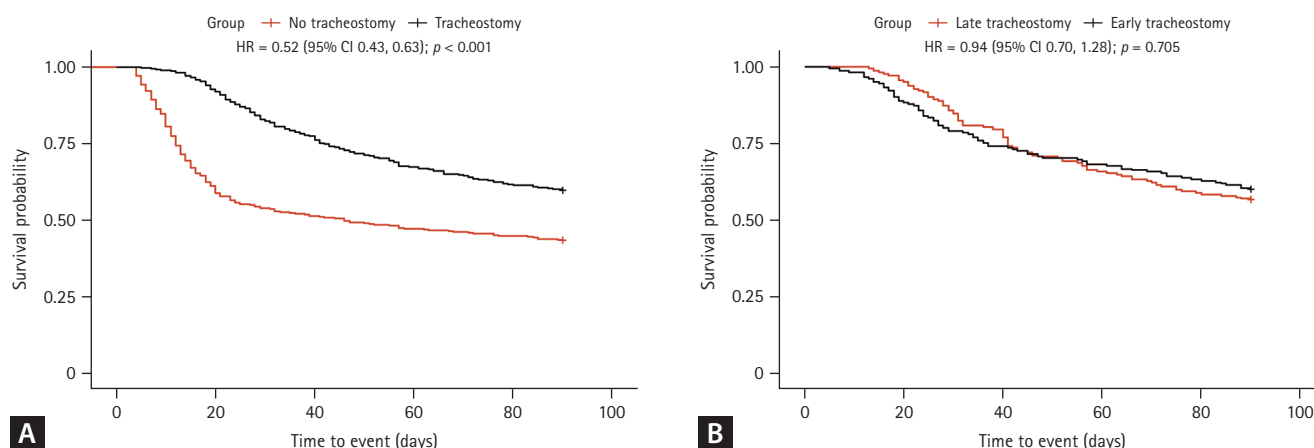 Group No tracheostomy Tracheostomy
HR = 0.52 (95% CI 0.43, 0.63); p < 0.001
1.00
0.75
0.50
0.25
0
Survival probability
0 20 40 60 80 100
Time to event (days)
A
Group Late tracheostomy Early tracheostomy
HR = 0.94 (95% CI 0.70, 1.28); p = 0.705
1.00
0.75
0.50
0.25
0
Survival probability
0 20 40 60 80 100
Time to event (days)
B